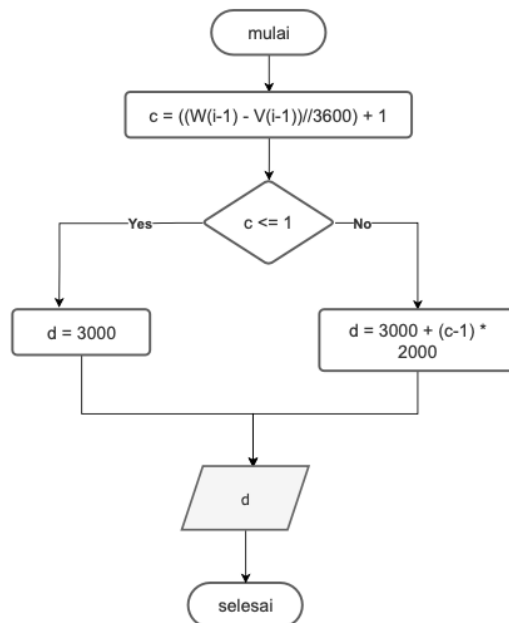 mulai
c = ((W(i-1) - V(i-1))//3600) + 1
c <= 1
Yes
No
d = 3000
d = 3000 + (c-1) *
2000
d
selesai